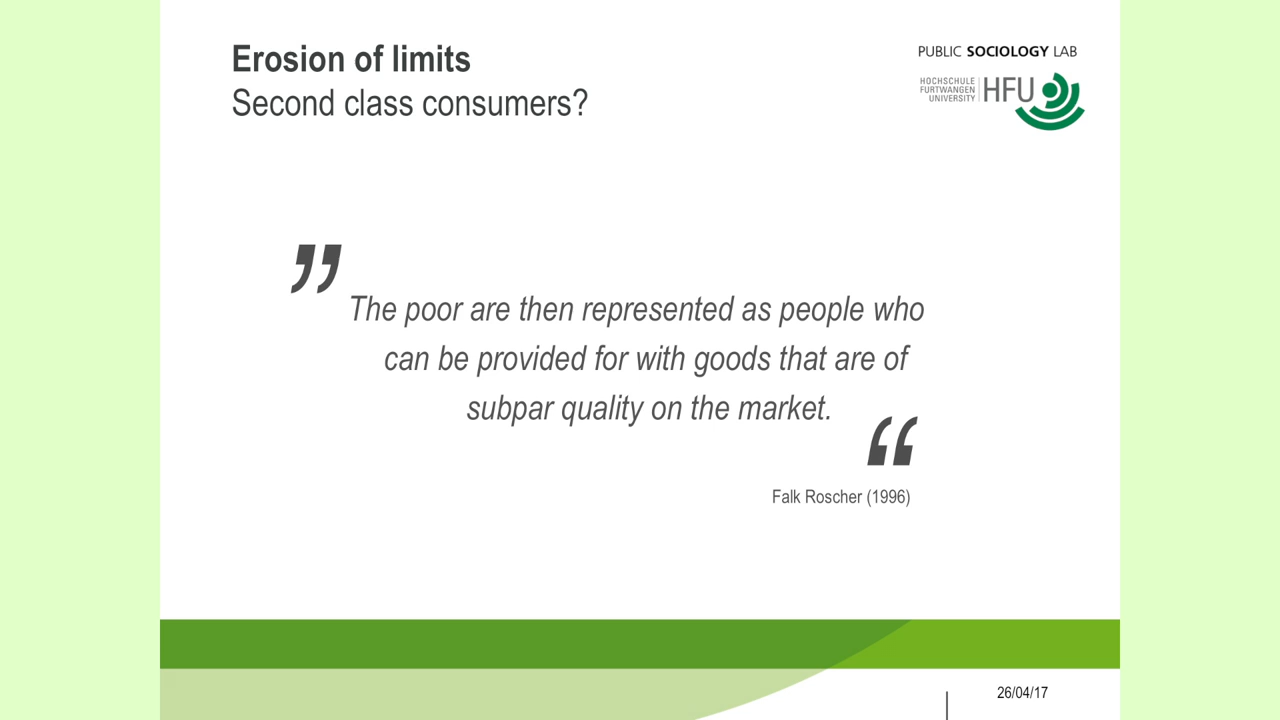 Erosion of limits
Second class consumers?
PUBLIC SOCIOLOGY LAB
HOCHSCHULE
FURTWANGEN
UNIVERSITY
HFU
”
The poor are then represented as people who
can be provided for with goods that are of
subpar quality on the market.
“
Falk Roscher (1996)
26/04/17